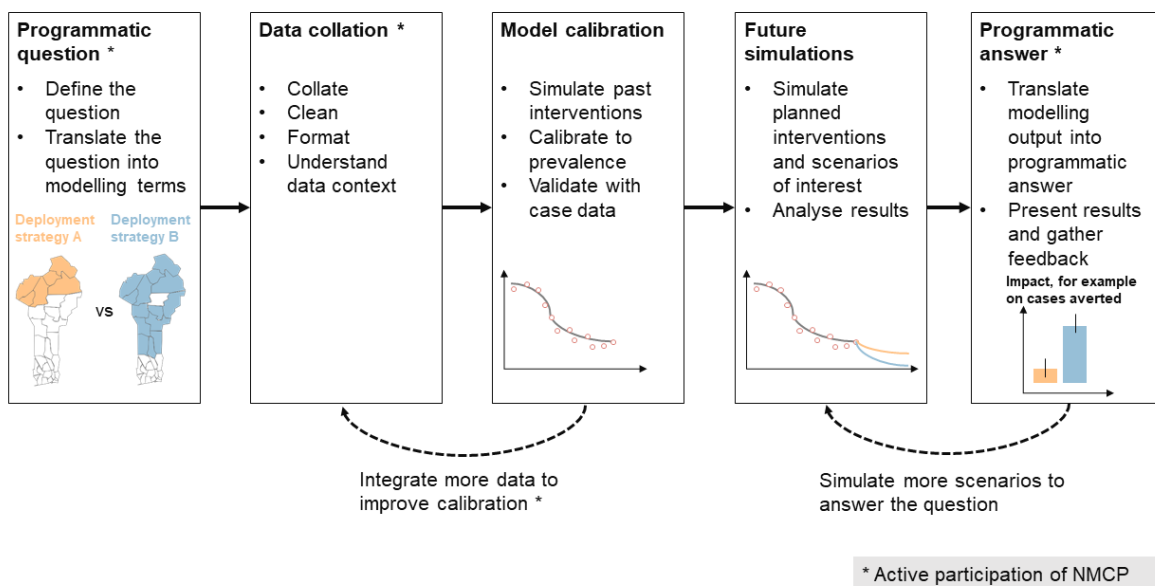 Programmatic
question *
• Define the
question
• Translate the
question into
modelling terms
Deployment
strategy A
Deployment
strategy B
vs
Data collation *
• Collate
• Clean
• Format
• Understand
data context
Model calibration
• Simulate past
interventions
• Calibrate to
prevalence
• Validate with
case data
Future
simulations
• Simulate
planned
interventions
and scenarios
of interest
• Analyse results
Programmatic
answer *
• Translate
modelling
output into
programmatic
answer
• Present results
and gather
feedback
Impact, for example
on cases averted
Integrate more data to
improve calibration *
Simulate more scenarios to
answer the question
* Active participation of NMCP